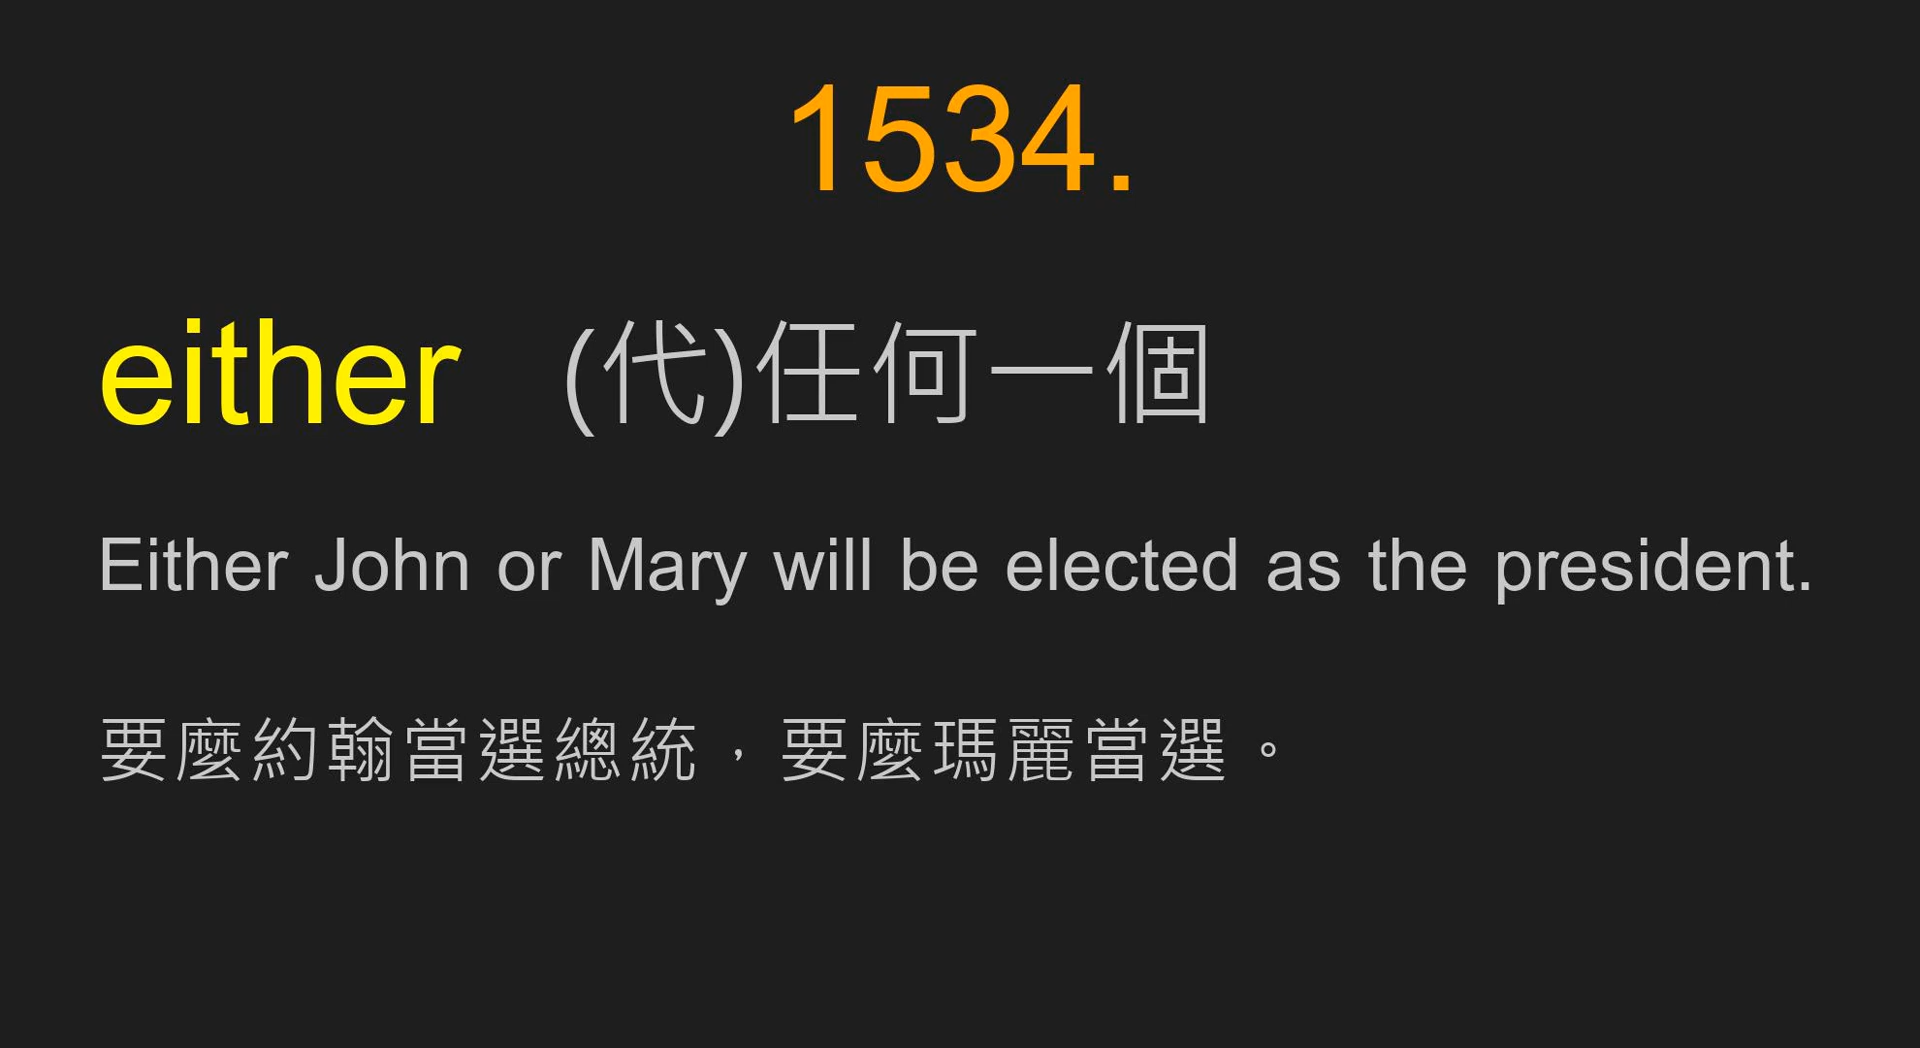 1534.
either (代)任何一個
Either John or Mary will be elected as the president.
要麼約翰當選總統，要麼瑪麗當選。